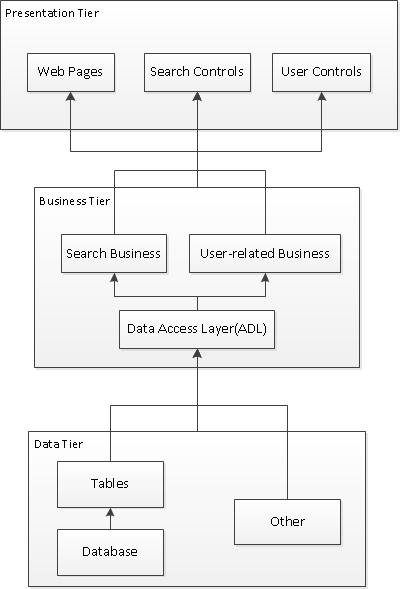 Presentation Tier
Web Pages
Search Controls
User Controls
Business Tier
Search Business
User-related Business
Data Access Layer(ADL)
Data Tier
Tables
Other
Database